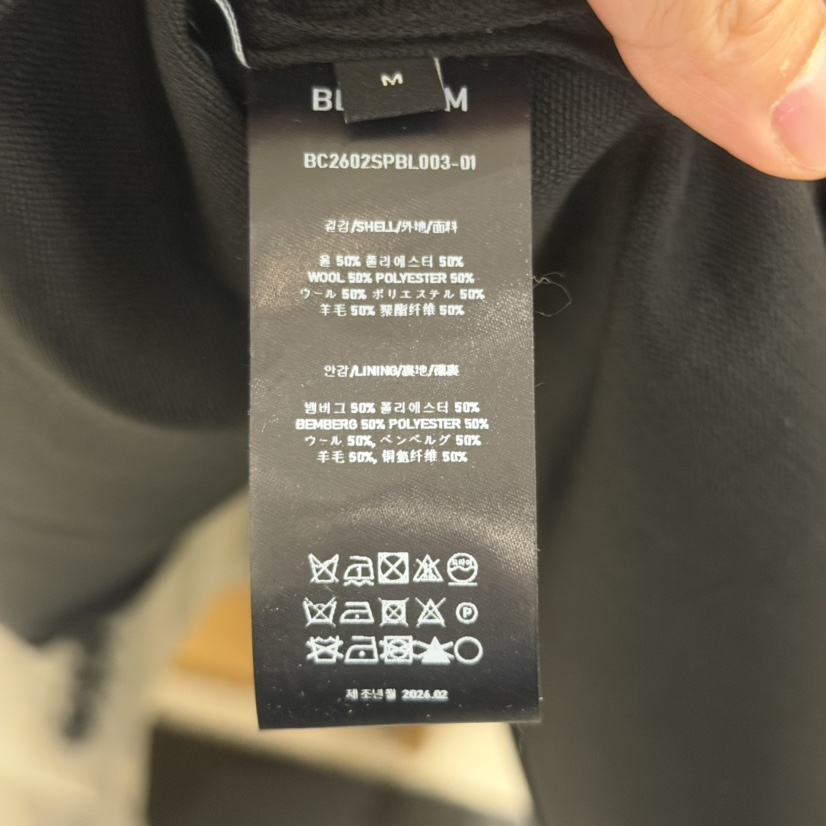 M
BC2602SPBL003-01
겉감/SHELL/外地/面料
울 50% 폴리에스터 50%
WOOL 50% POLYESTER 50%
ウール 50% ポリエステル 50%
羊毛 50% 聚酯纤维 50%
안감/LINING/裏地/裡裏
벰버그 50% 폴리에스터 50%
BEMBERG 50% POLYESTER 50%
ウール 50%, ベンベルグ 50%
羊毛 50%, 铜氨纤维 50%
드라이
P
제조년월 2026.02